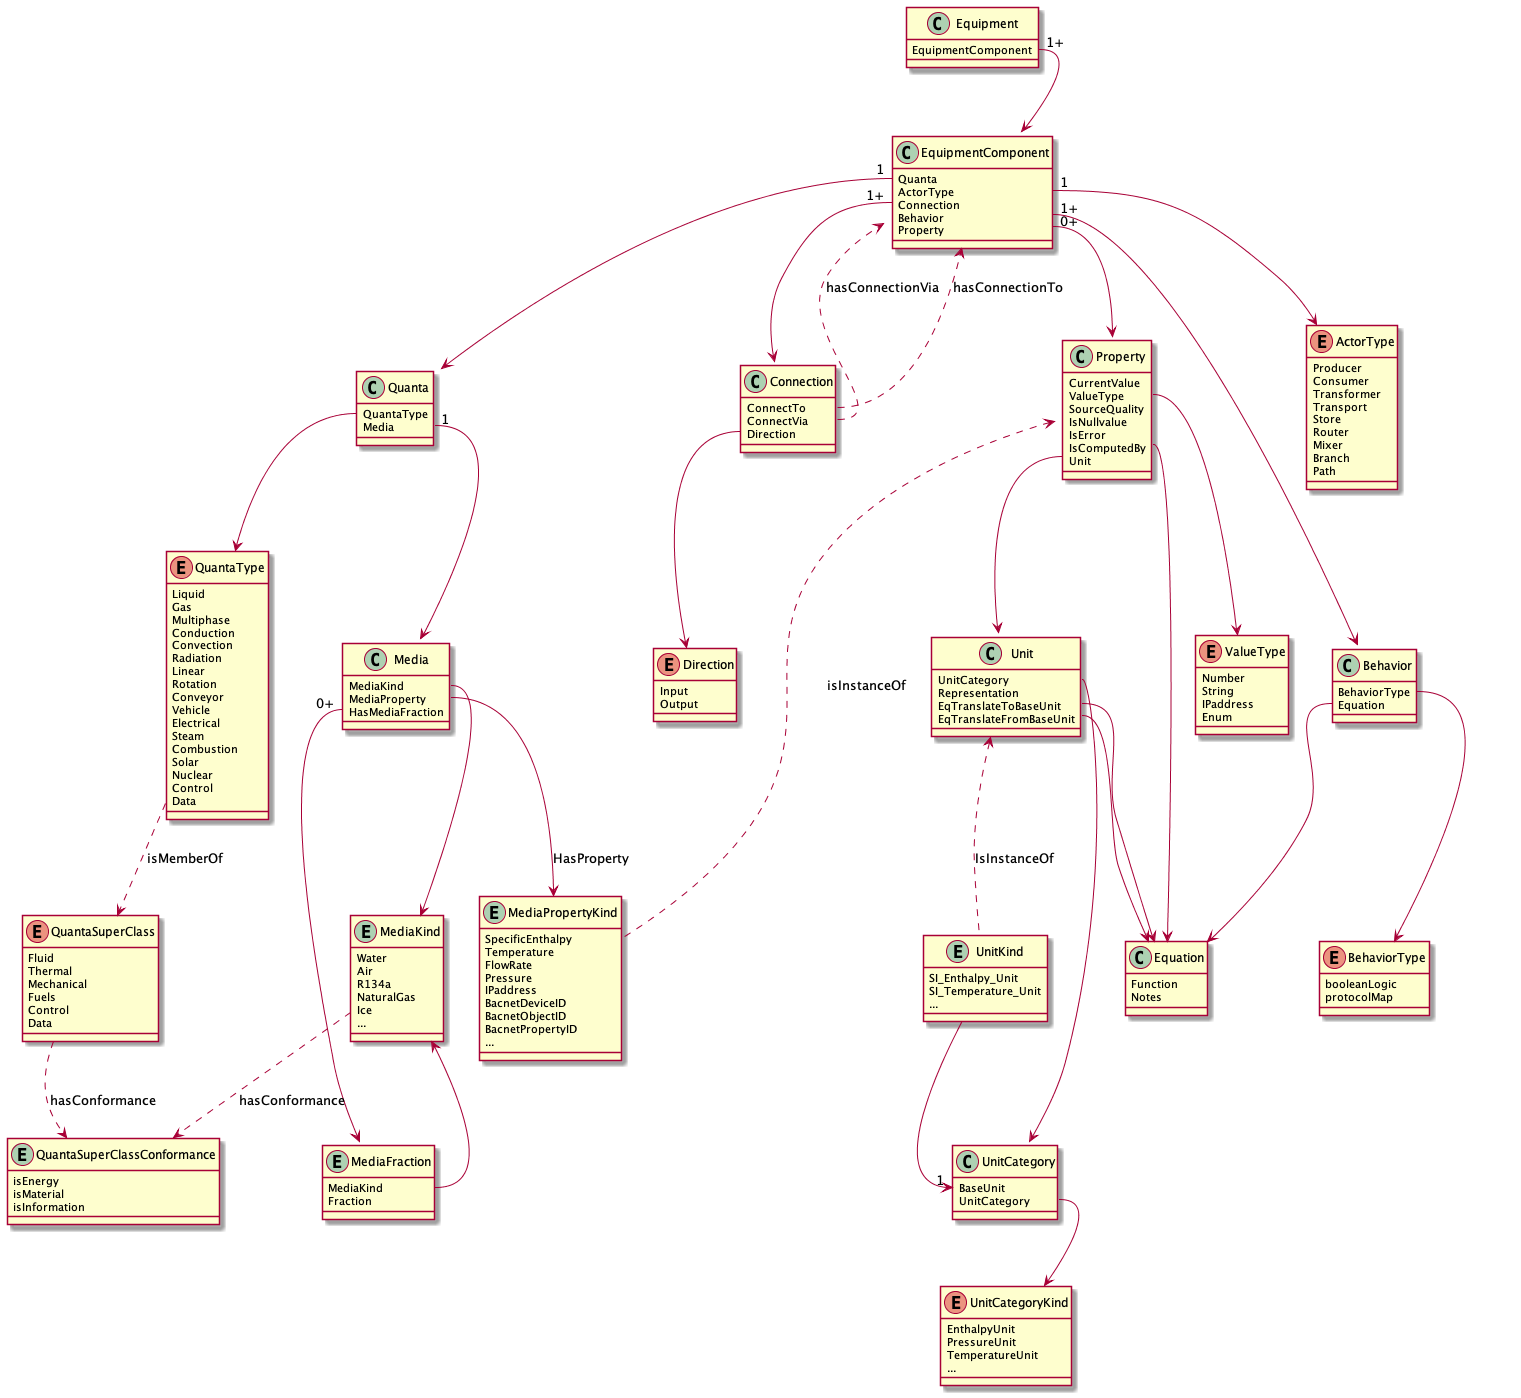 C Equipment
EquipmentComponent
1+
C EquipmentComponent
Quanta
ActorType
Connection
Behavior
Property
1
1+
1
1+
0+
hasConnectionVia
hasConnectionTo
C Quanta
QuantaType
Media
1
C Connection
ConnectTo
ConnectVia
Direction
C Property
CurrentValue
ValueType
SourceQuality
IsNullvalue
IsError
IsComputedBy
Unit
E ActorType
Producer
Consumer
Transformer
Transport
Store
Router
Mixer
Branch
Path
E QuantaType
Liquid
Gas
Multiphase
Conduction
Convection
Radiation
Linear
Rotation
Conveyor
Vehicle
Electrical
Steam
Combustion
Solar
Nuclear
Control
Data
C Media
MediaKind
MediaProperty
HasMediaFraction
0+
E Direction
Input
Output
isInstanceOf
C Unit
UnitCategory
Representation
EqTranslateToBaseUnit
EqTranslateFromBaseUnit
E ValueType
Number
String
IPaddress
Enum
C Behavior
BehaviorType
Equation
isMemberOf
HasProperty
IsInstanceOf
E QuantaSuperClass
Fluid
Thermal
Mechanical
Fuels
Control
Data
E MediaKind
Water
Air
R134a
NaturalGas
Ice
...
E MediaPropertyKind
SpecificEnthalpy
Temperature
FlowRate
Pressure
IPaddress
BacnetDeviceID
BacnetObjectID
BacnetPropertyID
...
E UnitKind
SI_Enthalpy_Unit
SI_Temperature_Unit
...
C Equation
Function
Notes
E BehaviorType
booleanLogic
protocolMap
hasConformance
hasConformance
E QuantaSuperClassConformance
isEnergy
isMaterial
isInformation
E MediaFraction
MediaKind
Fraction
1
C UnitCategory
BaseUnit
UnitCategory
E UnitCategoryKind
EnthalpyUnit
PressureUnit
TemperatureUnit
...